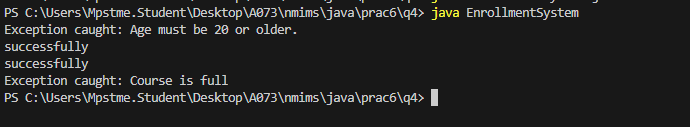 PS C:\Users\Mpstme.Student\Desktop\A073\nmims\java\prac6\q4> java EnrollmentSystem
Exception caught: Age must be 20 or older.
successfully
successfully
Exception caught: Course is full
PS C:\Users\Mpstme.Student\Desktop\A073\nmims\java\prac6\q4>